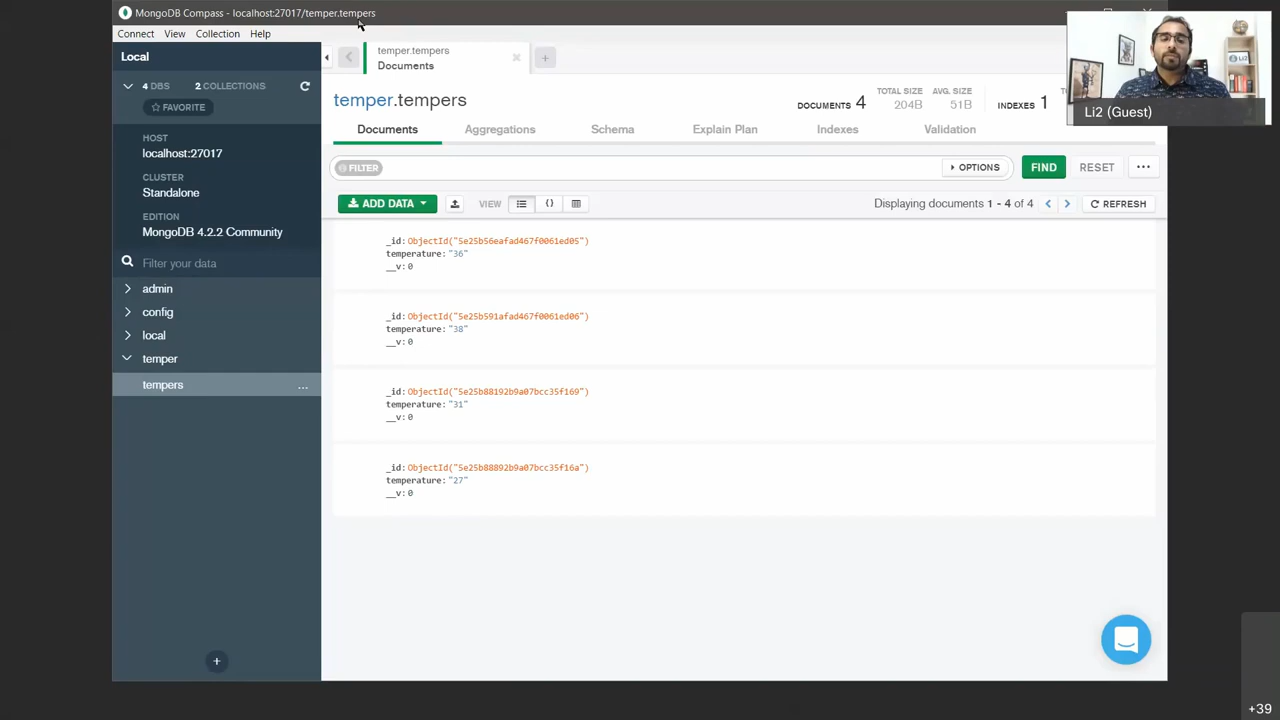 MongoDB Compass - localhost:27017/temper.tempers
Connect View Collection Help
Local
4 DBS 2 COLLECTIONS
FAVORITE
HOST
localhost:27017
CLUSTER
Standalone
EDITION
MongoDB 4.2.2 Community
Filter your data
admin
config
local
temper
tempers
...
+
temper.tempers
Documents
+
temper.tempers
DOCUMENTS 4
TOTAL SIZE
204B
AVG. SIZE
51B
INDEXES 1
Documents Aggregations Schema Explain Plan Indexes Validation
FILTER
OPTIONS
FIND
RESET
...
ADD DATA
VIEW
{}
Displaying documents 1 - 4 of 4
REFRESH
_id: ObjectId("5e25b56eafad467f0061ed05")
temperature: "36"
__v: 0
_id: ObjectId("5e25b591afad467f0061ed06")
temperature: "38"
__v: 0
_id: ObjectId("5e25b88192b9a07bcc35f169")
temperature: "31"
__v: 0
_id: ObjectId("5e25b88892b9a07bcc35f16a")
temperature: "27"
__v: 0
Li2
Li2 (Guest)
+39